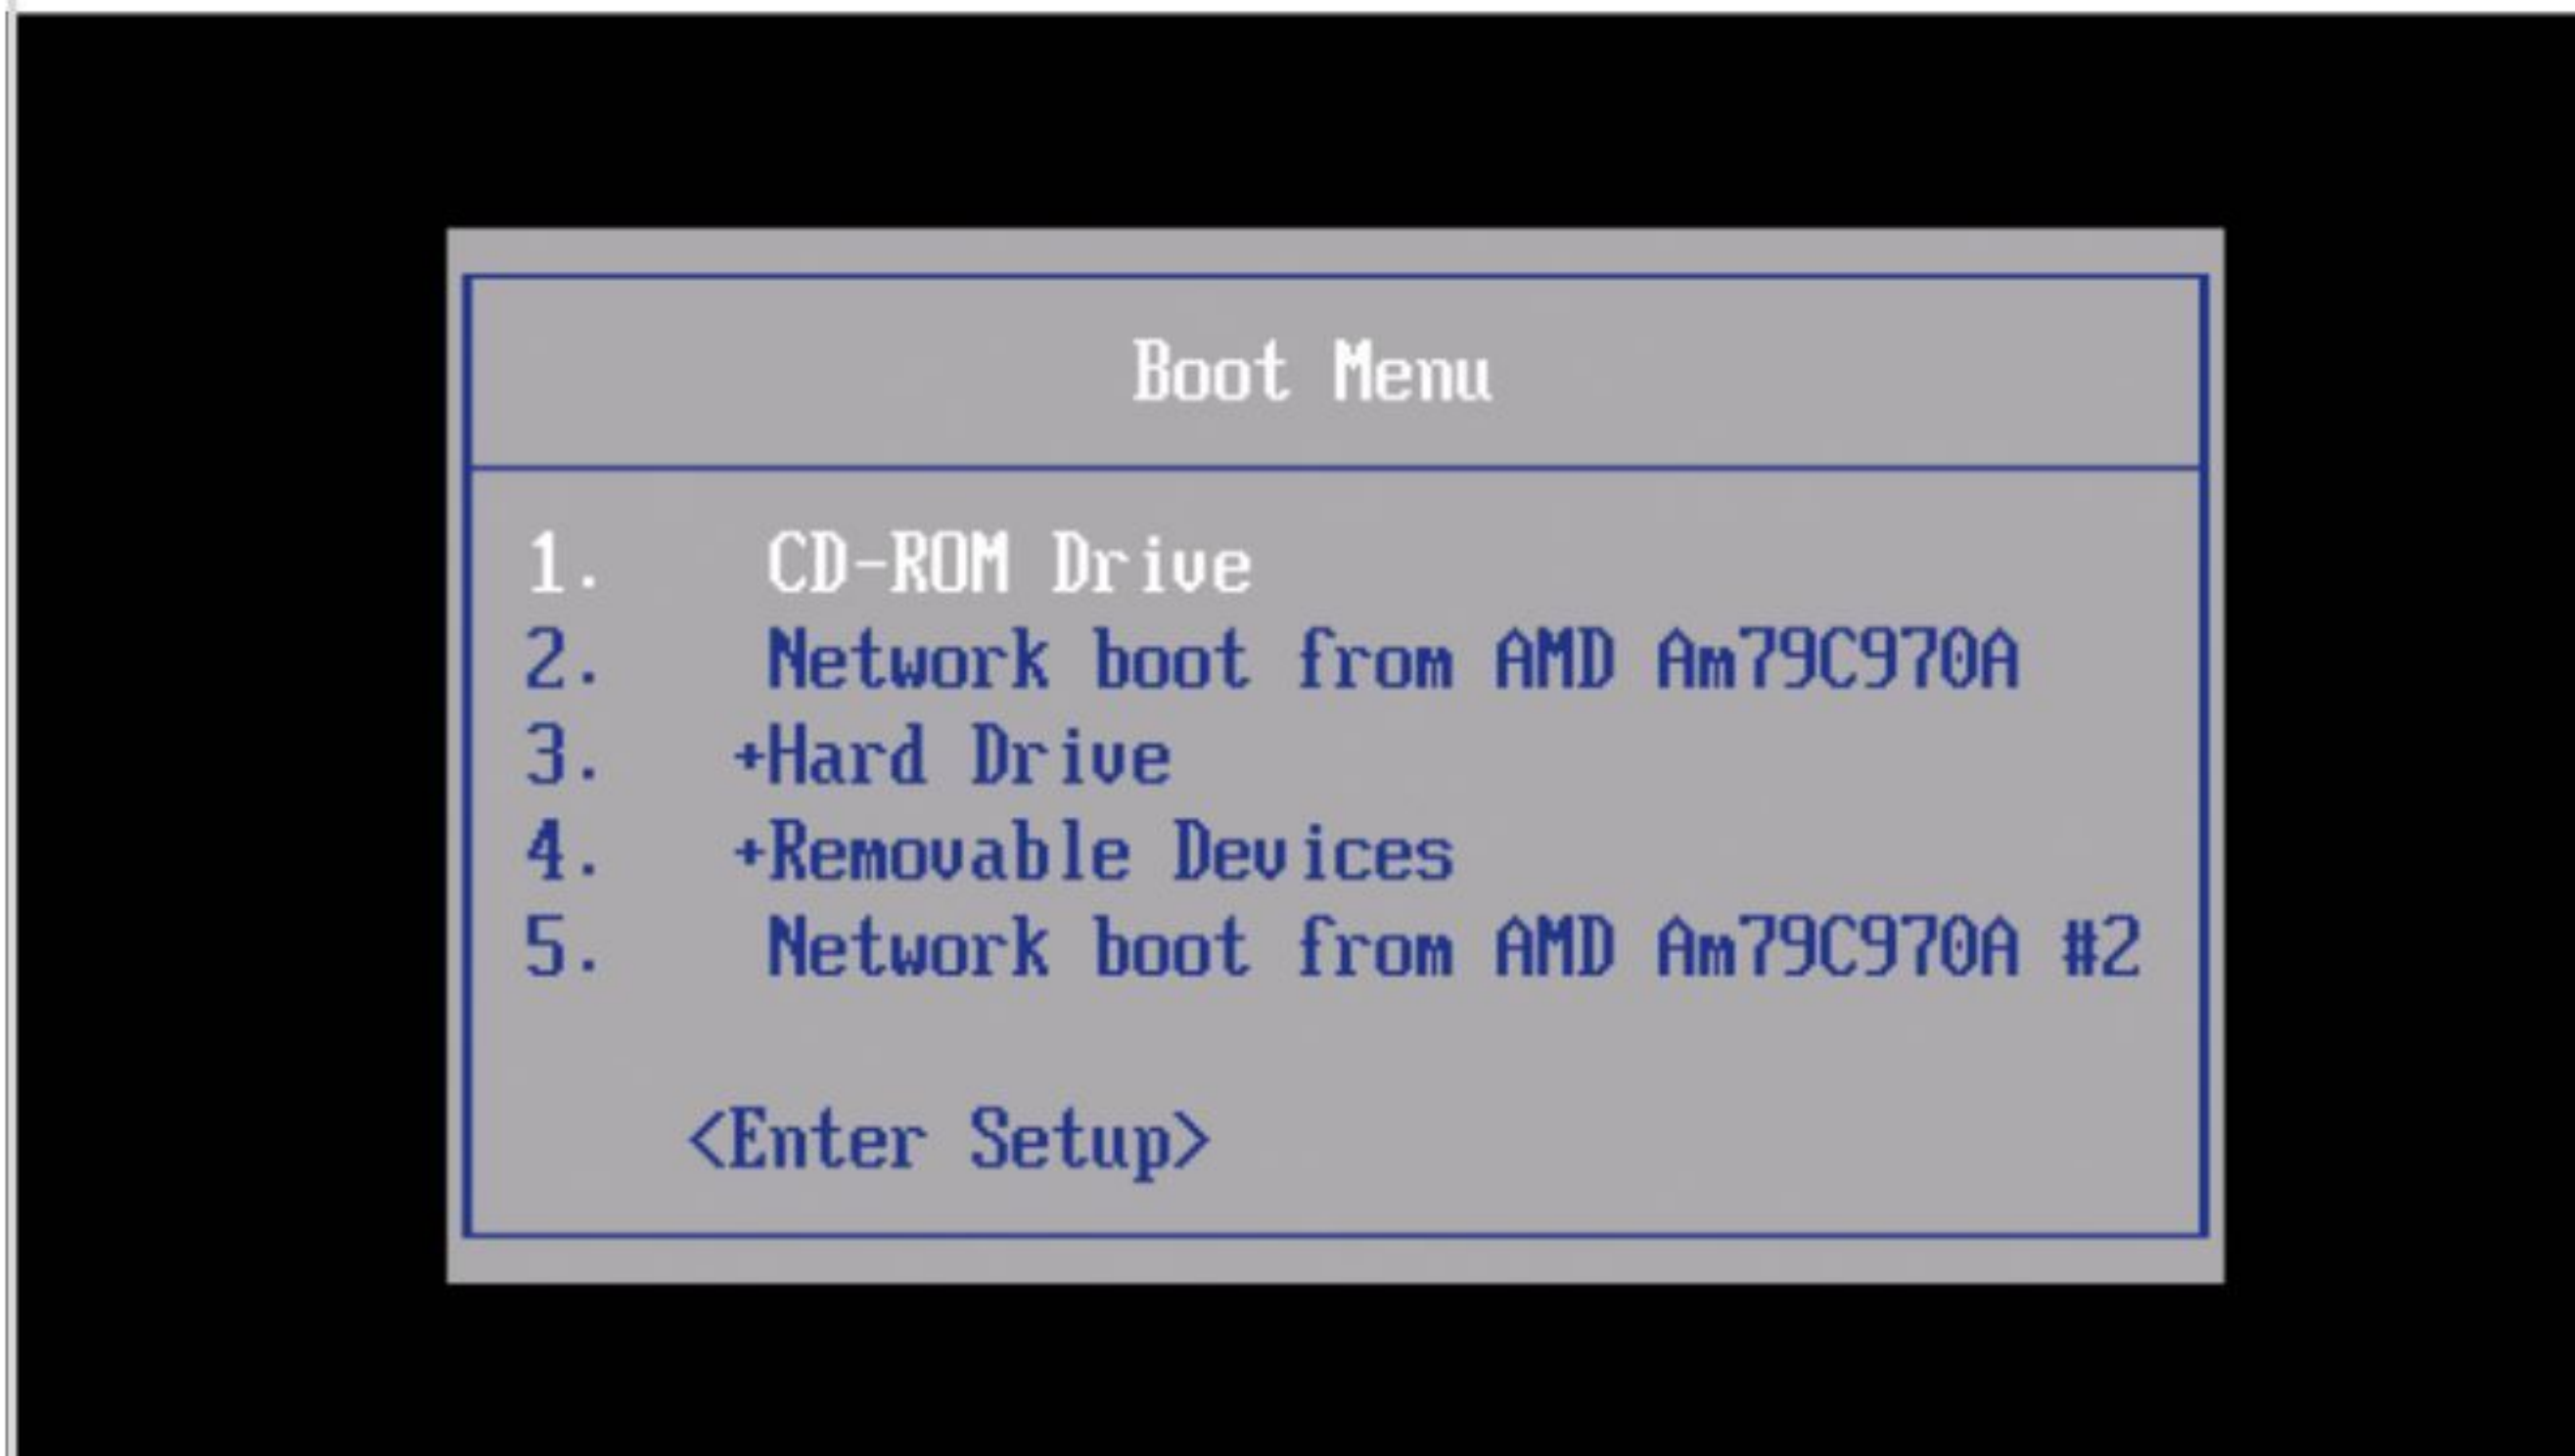 Boot Menu
1. CD-ROM Drive
2. Network boot from AMD Am79C970A
3. +Hard Drive
4. +Removable Devices
5. Network boot from AMD Am79C970A #2
<Enter Setup>